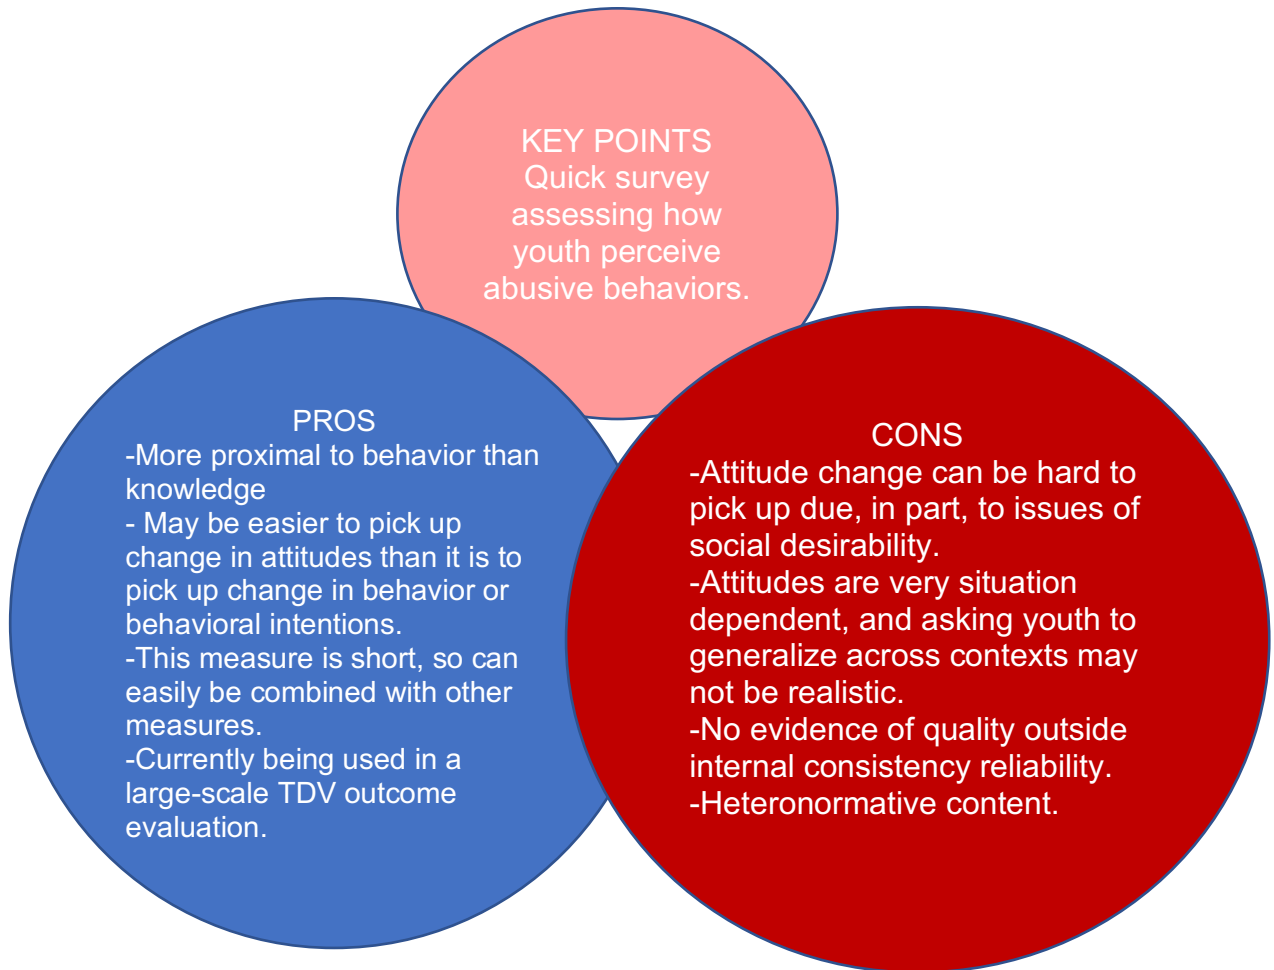 KEY POINTS
Quick survey
assessing how
youth perceive
abusive behaviors.
PROS
-More proximal to behavior than
knowledge
- May be easier to pick up
change in attitudes than it is to
pick up change in behavior or
behavioral intentions.
-This measure is short, so can
easily be combined with other
measures.
-Currently being used in a
large-scale TDV outcome
evaluation.
CONS
-Attitude change can be hard to
pick up due, in part, to issues of
social desirability.
-Attitudes are very situation
dependent, and asking youth to
generalize across contexts may
not be realistic.
-No evidence of quality outside
internal consistency reliability.
-Heteronormative content.